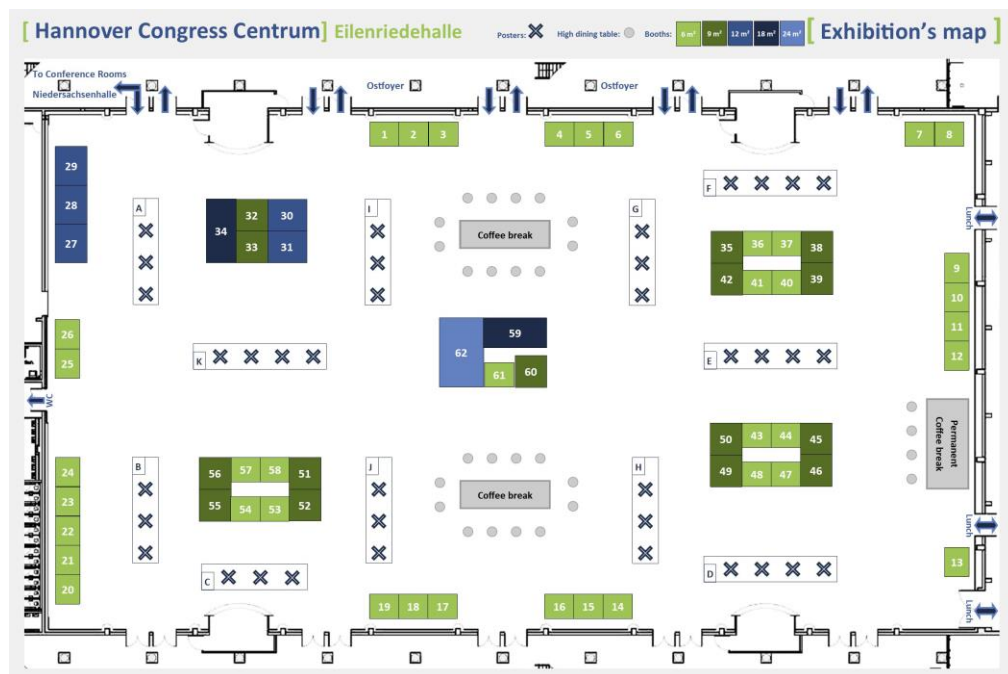 [ Hannover Congress Centrum] Eilenriedehalle
Posters: High dining table: Booths: 6 m² 9 m² 12 m² 18 m² 24 m²
[ Exhibition's map ]
To Conference Rooms
Niedersachsenhalle
Ostfoyer
Ostfoyer
1 2 3
4 5 6
7 8
29
28
27
A
34 32 30
33 31
I
Coffee break
G
F
35 36 37 38
42 41 40 39
Lunch
9
10
11
12
26
25
K
62 59
61 60
E
WC
Permanent
Coffee break
24
23
22
21
20
B
56 57 58 51
55 54 53 52
J
Coffee break
H
50 43 44 45
49 48 47 46
Lunch
13
C
D
Lunch
19 18 17
16 15 14